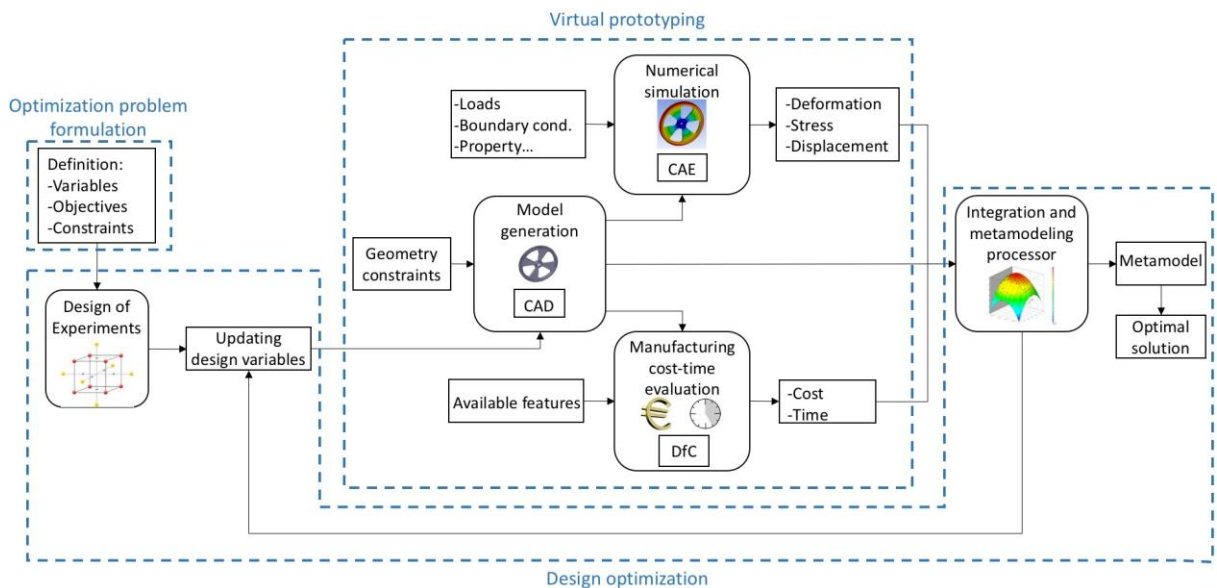 Virtual prototyping
Optimization problem
formulation
Definition:
-Variables
-Objectives
-Constraints
Design of
Experiments
Updating
design variables
-Loads
-Boundary cond.
-Property...
Numerical
simulation
CAE
-Deformation
-Stress
-Displacement
Geometry
constraints
Model
generation
CAD
Available features
Manufacturing
cost-time
evaluation
DfC
-Cost
-Time
Integration and
metamodeling
processor
Metamodel
Optimal
solution
Design optimization